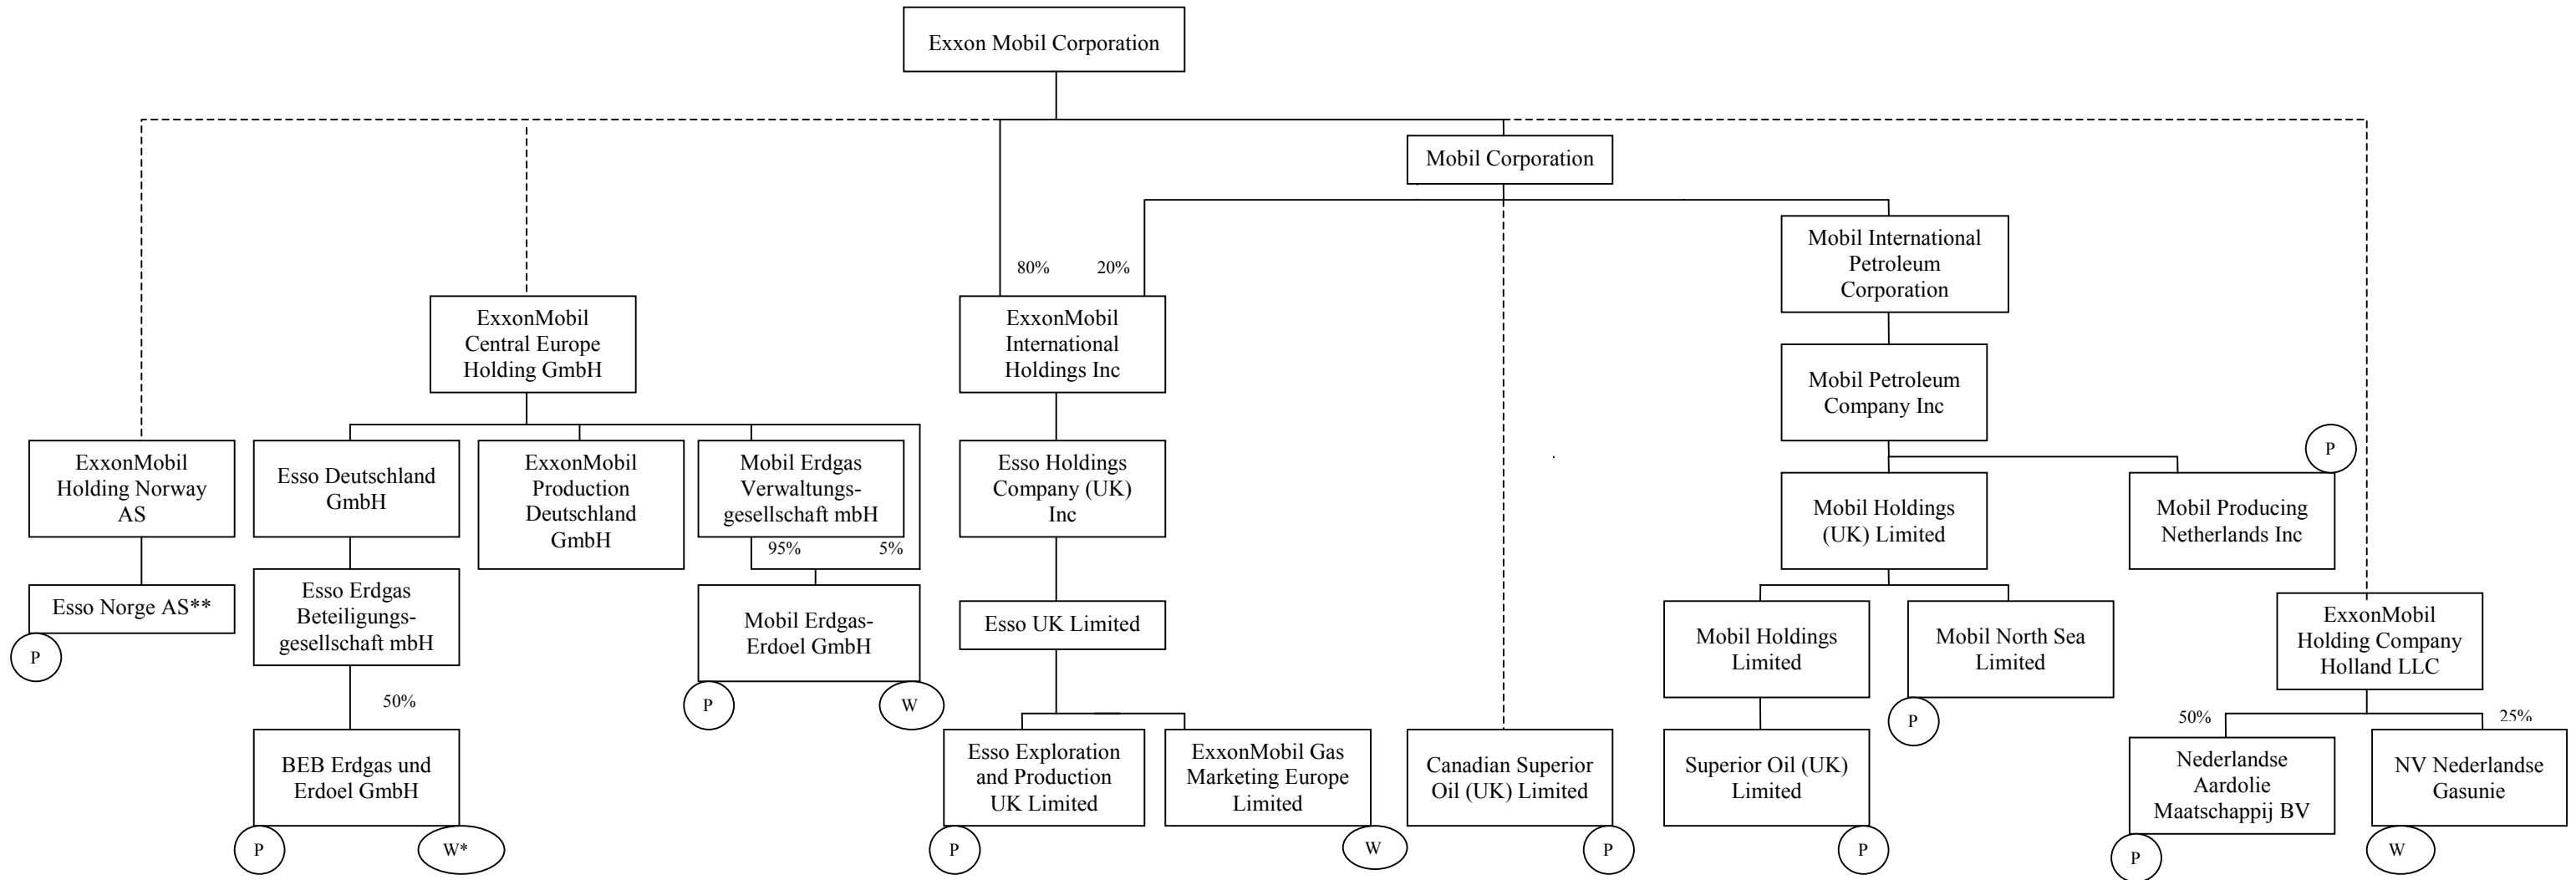 Exxon Mobil Corporation
Mobil Corporation
Mobil International
Petroleum
Corporation
80%
20%
ExxonMobil
Central Europe
Holding GmbH
ExxonMobil
International
Holdings Inc
Mobil Petroleum
Company Inc
P
ExxonMobil
Holding Norway
AS
Esso Deutschland
GmbH
ExxonMobil
Production
Deutschland
GmbH
Mobil Erdgas
Verwaltungs-
gesellschaft mbH
Esso Holdings
Company (UK)
Inc
Mobil Holdings
(UK) Limited
Mobil Producing
Netherlands Inc
95%
5%
Esso Norge AS**
P
Esso Erdgas
Beteiligungs-
gesellschaft mbH
Mobil Erdgas-
Erdoel GmbH
P
W
Esso UK Limited
Mobil Holdings
Limited
Mobil North Sea
Limited
P
ExxonMobil
Holding Company
Holland LLC
50%
50%
25%
BEB Erdgas und
Erdoel GmbH
P
W*
Esso Exploration
and Production
UK Limited
P
ExxonMobil Gas
Marketing Europe
Limited
W
Canadian Superior
Oil (UK) Limited
P
Superior Oil (UK)
Limited
P
Nederlandse
Aardolie
Maatschappij BV
P
NV Nederlandse
Gasunie
W